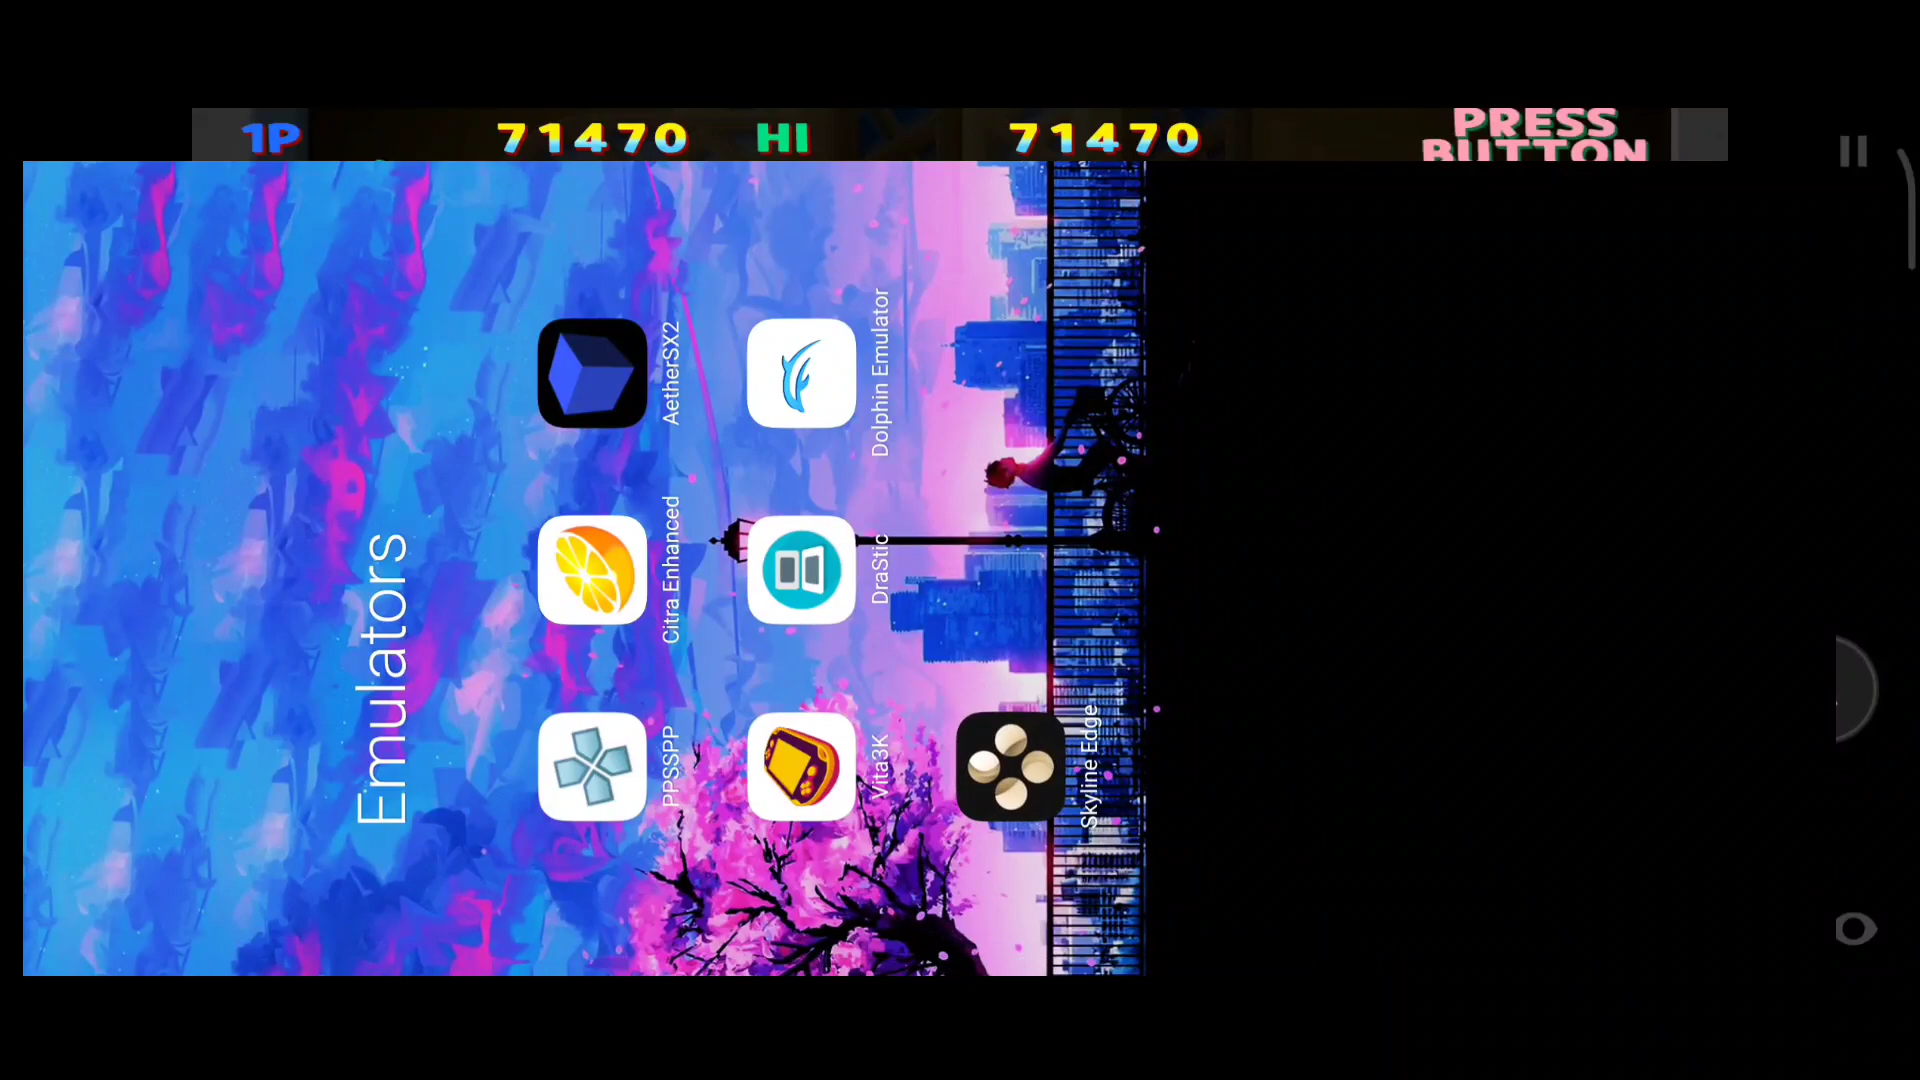 1P 71470 HI 71470 PRESS
BUTTON
Emulators
PPSSPP Citra Enhanced AetherSX2
Vita3K DraStic Dolphin Emulator
Skyline Edge